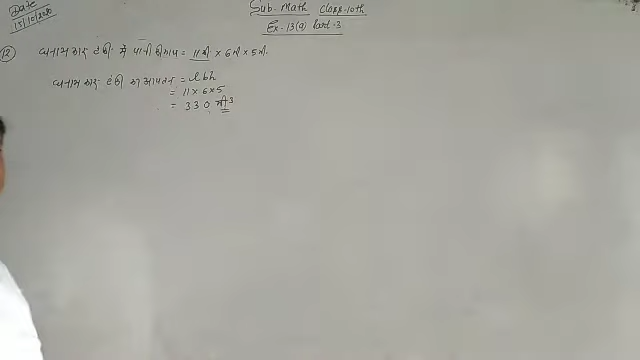 Date
15/10/2020
Sub- Math Class-10th
Ex-13(a) Part-3
12 घनाभाकार टंकी में पानी की माप = 11मी × 6मी × 5मी.
घनाभाकार टंकी का आयतन = lbh
= 11×6×5
= 330 मी³